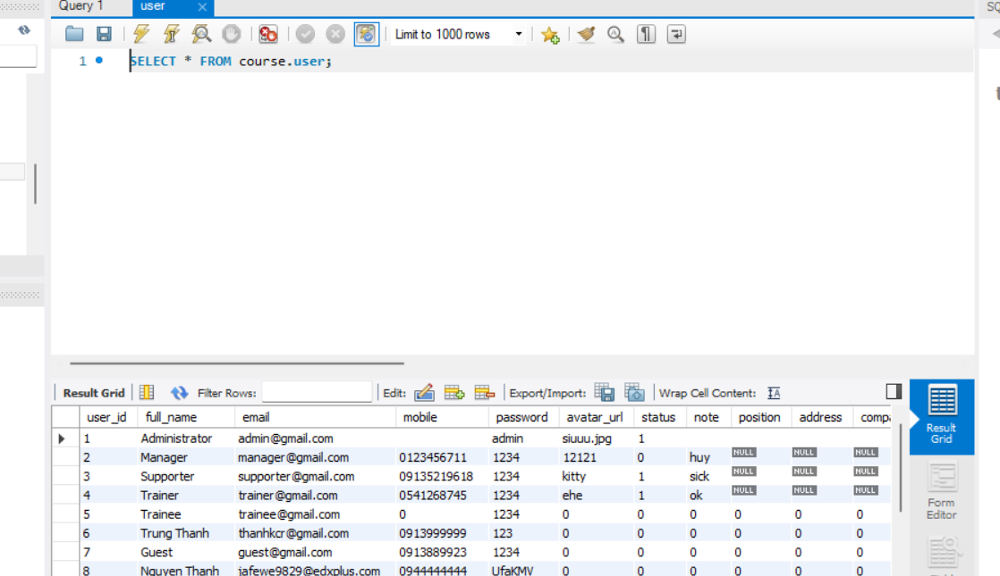 Query 1 user
Limit to 1000 rows
1 SELECT * FROM course.user;
Result Grid Filter Rows: Edit: Export/Import: Wrap Cell Content:
user_id full_name email mobile password avatar_url status note position address
1 Administrator admin@gmail.com admin siuuu.jpg 1
2 Manager manager@gmail.com 0123456711 1234 12121 0 huy NULL NULL NULL
3 Supporter supporter@gmail.com 09135219618 1234 kitty 1 sick NULL NULL NULL
4 Trainer trainer@gmail.com 0541268745 1234 ehe 1 ok NULL NULL NULL
5 Trainee trainee@gmail.com 0 1234 0 0 0 0 0 0
6 Trung Thanh thanhkcr@gmail.com 0913999999 123 0 0 0 0 0 0
7 Guest guest@gmail.com 0913889923 1234 0 0 0 0 0 0
8 Nguyen Thanh jafewe9829@edxplus.com 0944444444 UfaKMV 0 0 0 0 0 0
Result
Grid
Form
Editor